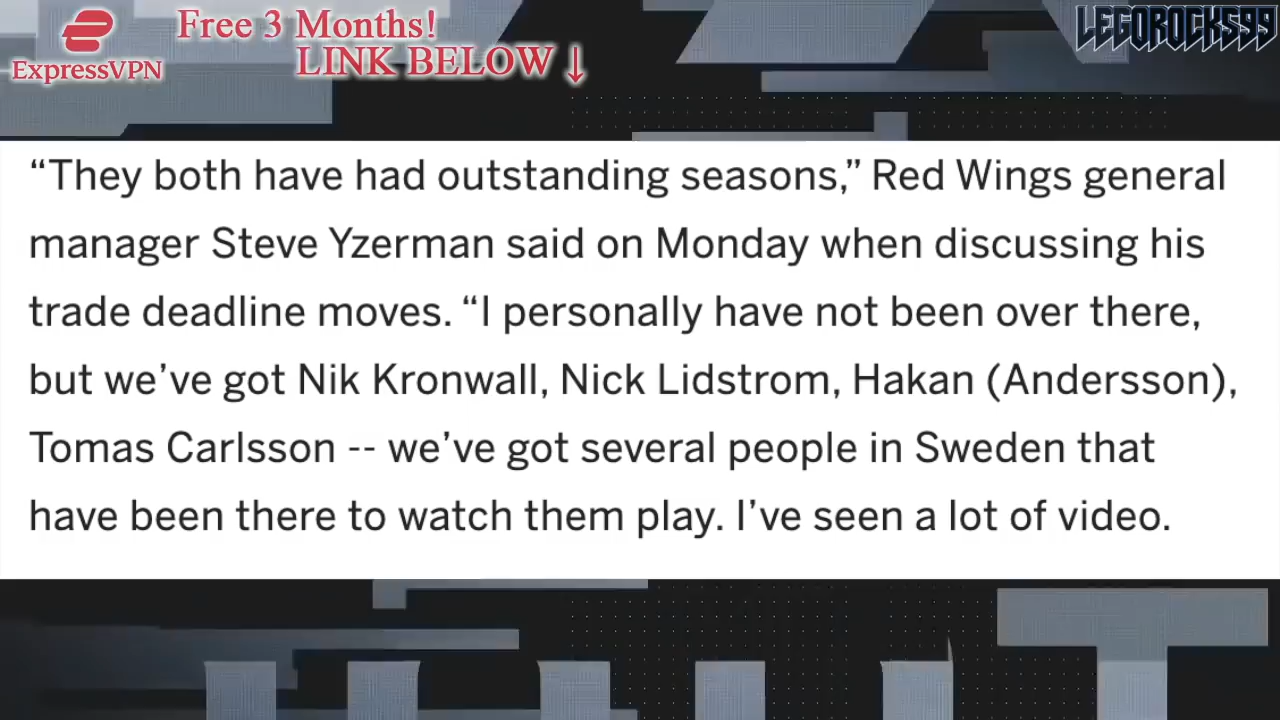 Free 3 Months!
LINK BELOW ↓
ExpressVPN
LEGOROCKS99
“They both have had outstanding seasons,” Red Wings general
manager Steve Yzerman said on Monday when discussing his
trade deadline moves. “I personally have not been over there,
but we’ve got Nik Kronwall, Nick Lidstrom, Hakan (Andersson),
Tomas Carlsson -- we’ve got several people in Sweden that
have been there to watch them play. I’ve seen a lot of video.